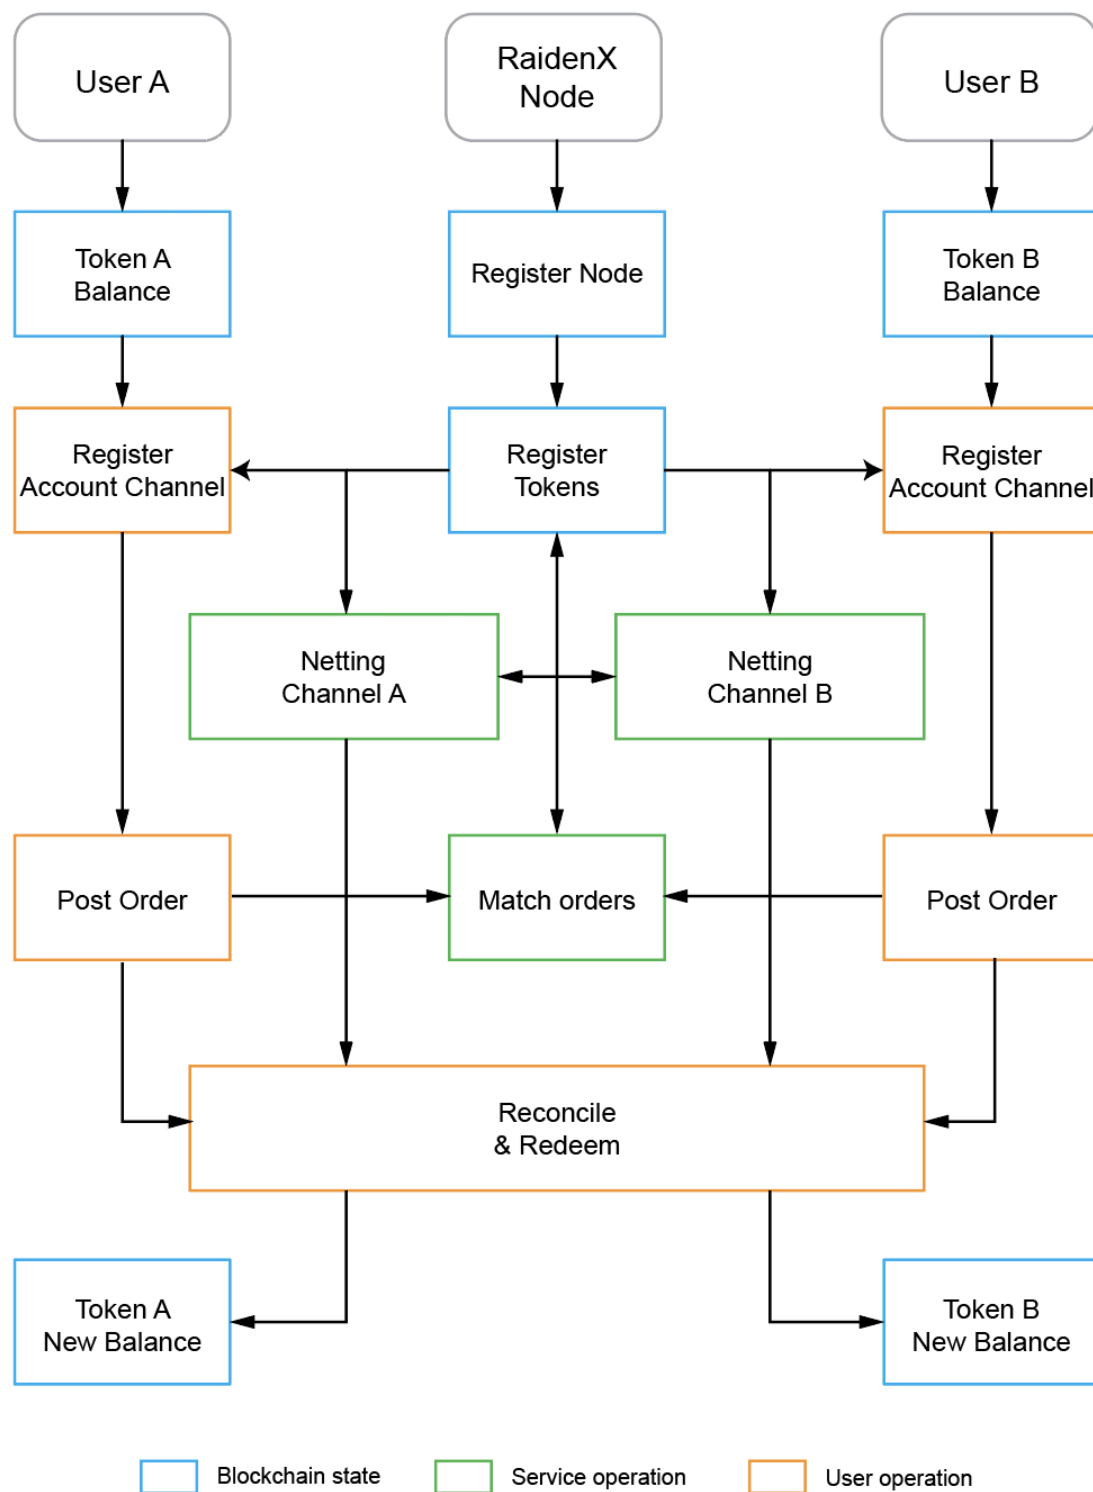 User A
RaidenX
Node
User B
Token A
Balance
Register Node
Token B
Balance
Register
Account Channel
Register
Tokens
Register
Account Channel
Netting
Channel A
Netting
Channel B
Post Order
Match orders
Post Order
Reconcile
& Redeem
Token A
New Balance
Token B
New Balance
Blockchain state
Service operation
User operation